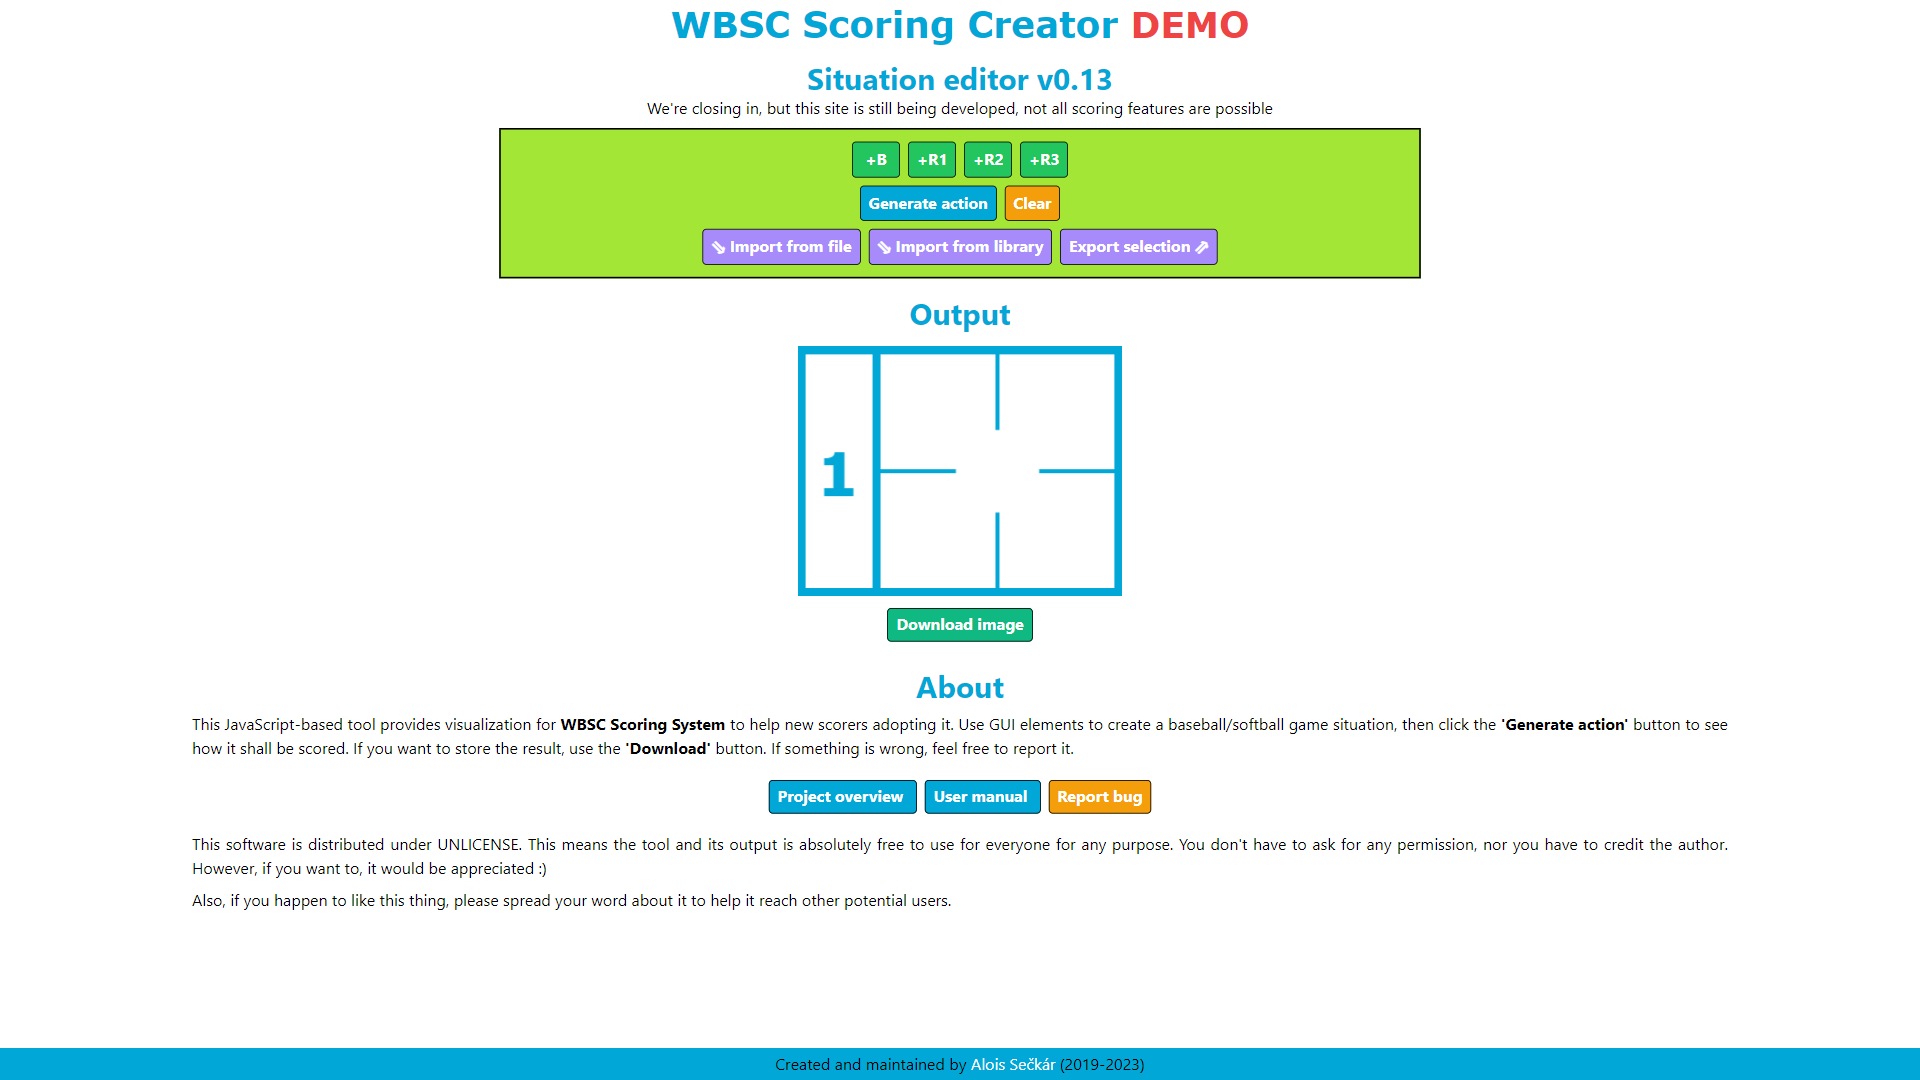 WBSC Scoring Creator DEMO
Situation editor v0.13
We're closing in, but this site is still being developed, not all scoring features are possible
+B +R1 +R2 +R3
Generate action Clear
⇘ Import from file ⇘ Import from library Export selection ⇗
Output
1
Download image
About
This JavaScript-based tool provides visualization for WBSC Scoring System to help new scorers adopting it. Use GUI elements to create a baseball/softball game situation, then click the 'Generate action' button to see
how it shall be scored. If you want to store the result, use the 'Download' button. If something is wrong, feel free to report it.
Project overview User manual Report bug
This software is distributed under UNLICENSE. This means the tool and its output is absolutely free to use for everyone for any purpose. You don't have to ask for any permission, nor you have to credit the author.
However, if you want to, it would be appreciated :)
Also, if you happen to like this thing, please spread your word about it to help it reach other potential users.
Created and maintained by Alois Sečkár (2019-2023)